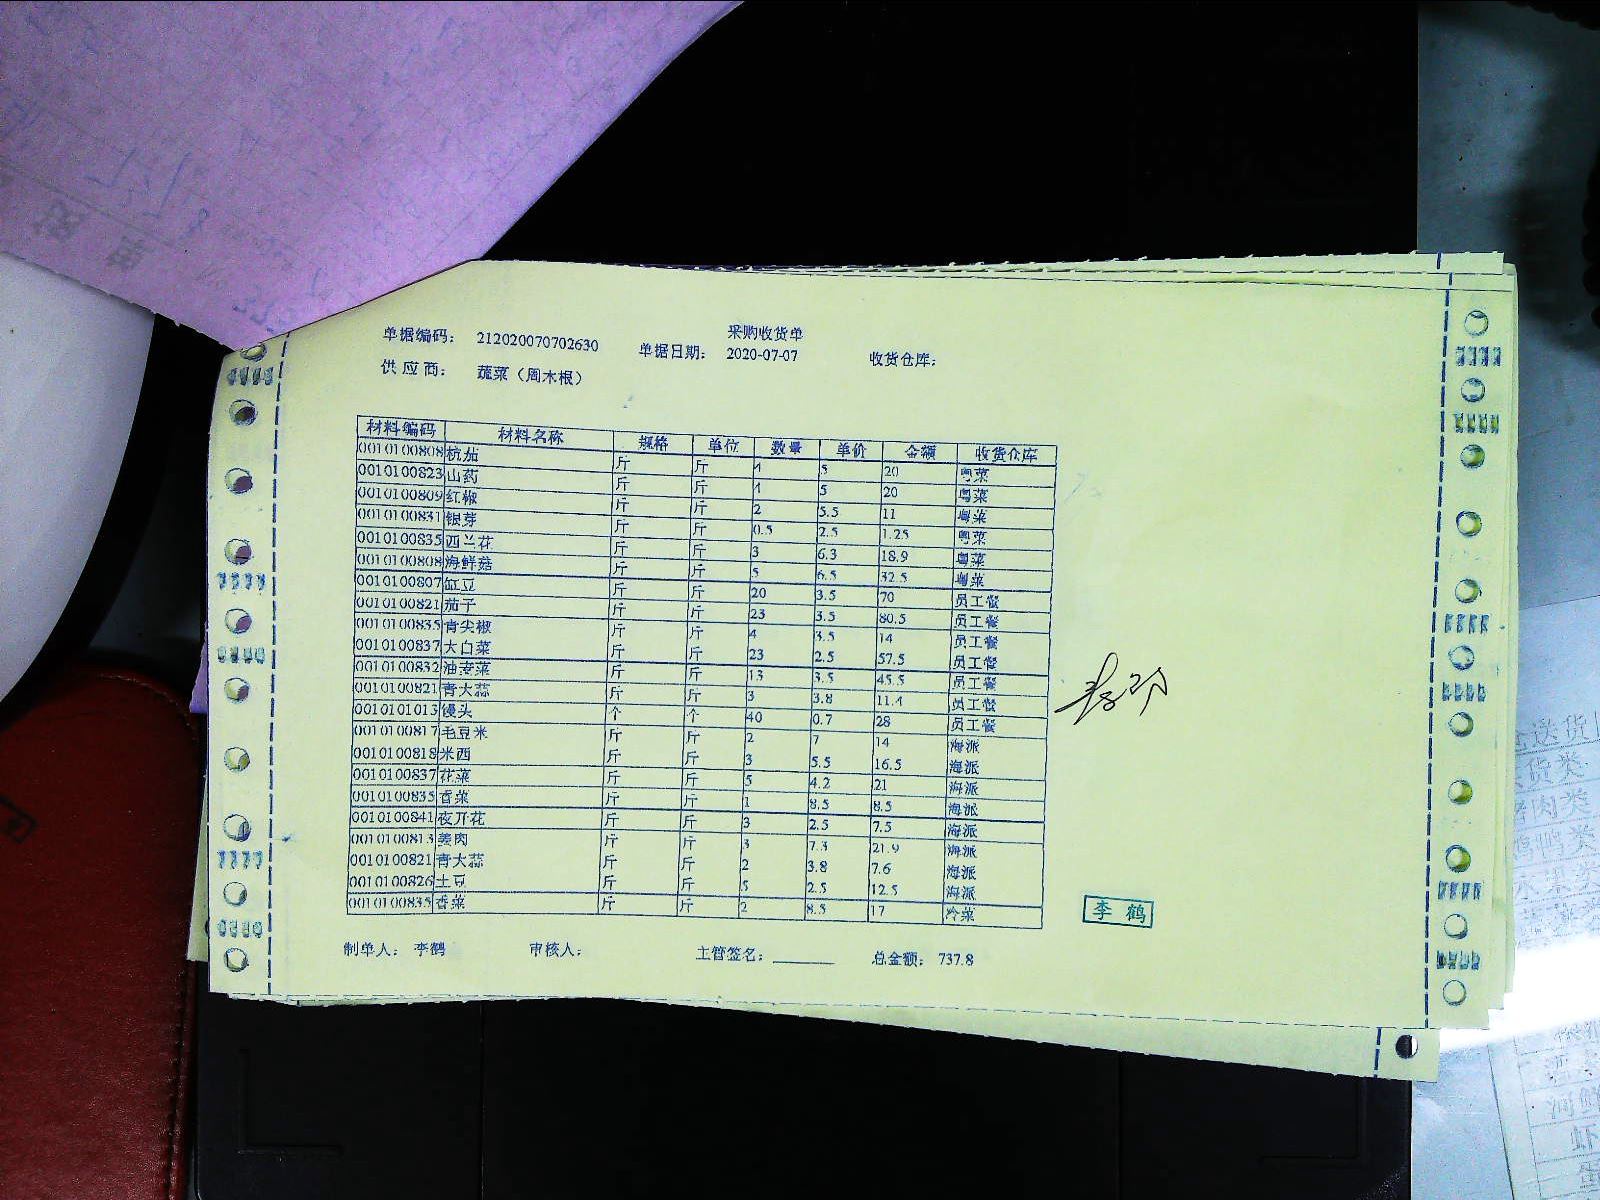 采购收货单
单据编码： 212020070702630 单据日期： 2020-07-07 收货仓库：
供 应 商： 蔬菜（周木根）
材料编码 材料名称 规格 单位 数量 单价 金额 收货仓库
0010100808 杭茄 斤 斤 4 5 20 粤菜
0010100823 山药 斤 斤 4 5 20 粤菜
0010100809 红椒 斤 斤 2 5.5 11 粤菜
0010100831 银芽 斤 斤 0.5 2.5 1.25 粤菜
0010100835 西兰花 斤 斤 3 6.3 18.9 粤菜
0010100808 海鲜菇 斤 斤 5 6.5 32.5 粤菜
0010100807 缸豆 斤 斤 20 3.5 70 员工餐
0010100821 茄子 斤 斤 23 3.5 80.5 员工餐
0010100835 青尖椒 斤 斤 4 3.5 14 员工餐
0010100837 大白菜 斤 斤 23 2.5 57.5 员工餐
0010100832 油麦菜 斤 斤 13 3.5 45.5 员工餐
0010100821 青大蒜 斤 斤 3 3.8 11.4 员工餐
0010101013 馒头 个 个 40 0.7 28 员工餐
0010100817 毛豆米 斤 斤 2 7 14 海派
0010100818 米西 斤 斤 3 5.5 16.5 海派
0010100837 花菜 斤 斤 5 4.2 21 海派
0010100835 香菜 斤 斤 1 8.5 8.5 海派
0010100841 夜开花 斤 斤 3 2.5 7.5 海派
0010100813 姜肉 斤 斤 3 7.3 21.9 海派
0010100821 青大蒜 斤 斤 2 3.8 7.6 海派
0010100826 土豆 斤 斤 5 2.5 12.5 海派
0010100835 香菜 斤 斤 2 8.5 17 冷菜
李 鹤
制单人： 李鹤 审核人： 主管签名： 总金额： 737.8
送货
货类
肉类
鸭类
水果类
虾